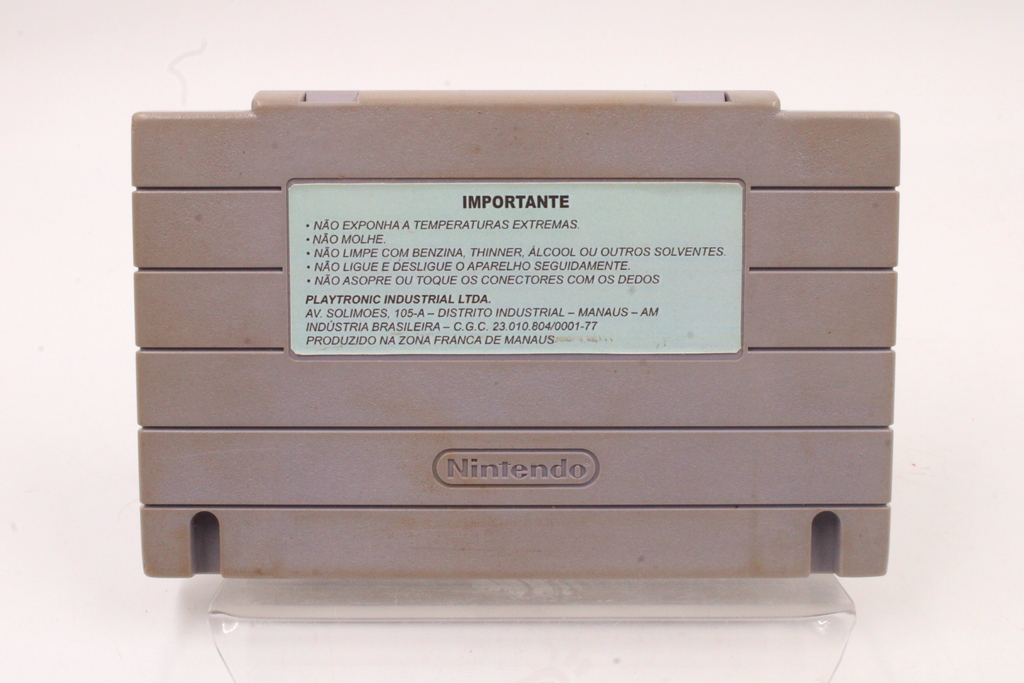 IMPORTANTE
• NÃO EXPONHA A TEMPERATURAS EXTREMAS.
• NÃO MOLHE.
• NÃO LIMPE COM BENZINA, THINNER, ÀLCOOL OU OUTROS SOLVENTES.
• NÃO LIGUE E DESLIGUE O APARELHO SEGUIDAMENTE.
• NÃO ASOPRE OU TOQUE OS CONECTORES COM OS DEDOS
PLAYTRONIC INDUSTRIAL LTDA.
AV. SOLIMOES, 105-A – DISTRITO INDUSTRIAL – MANAUS – AM
INDÚSTRIA BRASILEIRA – C.G.C. 23.010.804/0001-77
PRODUZIDO NA ZONA FRANCA DE MANAUS
Nintendo